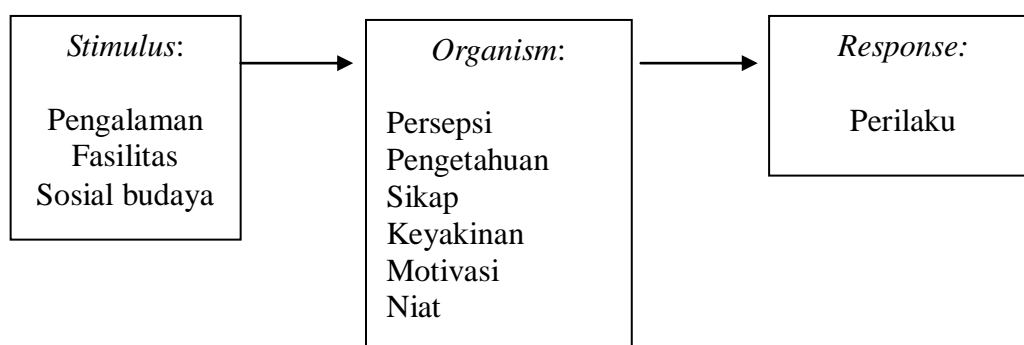 Stimulus:
Pengalaman
Fasilitas
Sosial budaya
Organism:
Persepsi
Pengetahuan
Sikap
Keyakinan
Motivasi
Niat
Response:
Perilaku